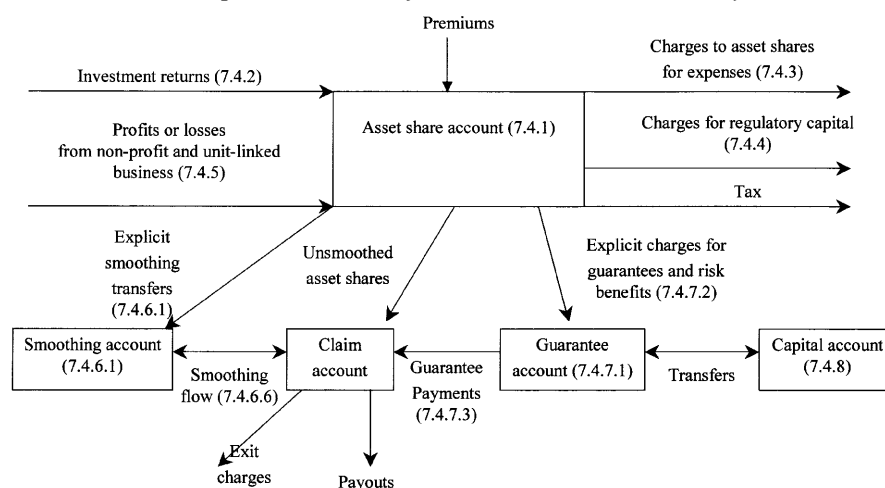 Premiums
Investment returns (7.4.2)
Charges to asset shares
for expenses (7.4.3)
Profits or losses
from non-profit and unit-linked
business (7.4.5)
Asset share account (7.4.1)
Charges for regulatory capital
(7.4.4)
Tax
Explicit
smoothing
transfers
(7.4.6.1)
Unsmoothed
asset shares
Explicit charges for
guarantees and risk
benefits (7.4.7.2)
Smoothing account
(7.4.6.1)
Smoothing
flow (7.4.6.6)
Claim
account
Guarantee
Payments
(7.4.7.3)
Guarantee
account (7.4.7.1)
Transfers
Capital account
(7.4.8)
Exit
charges
Payouts